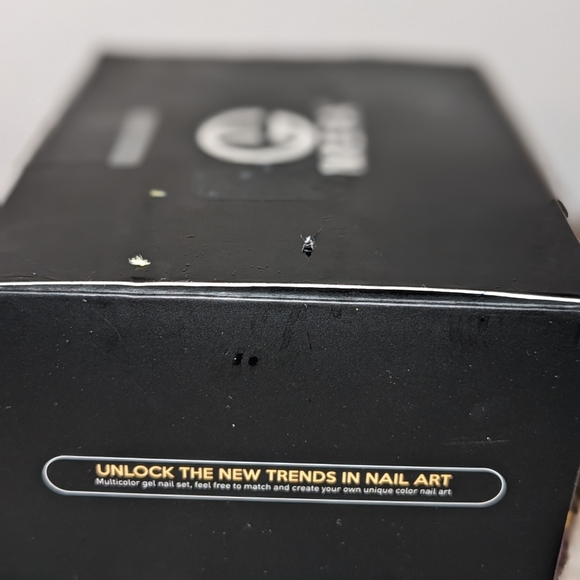 UNLOCK THE NEW TRENDS IN NAIL ART
Multicolor gel nail set, feel free to match and create your own unique color nail art